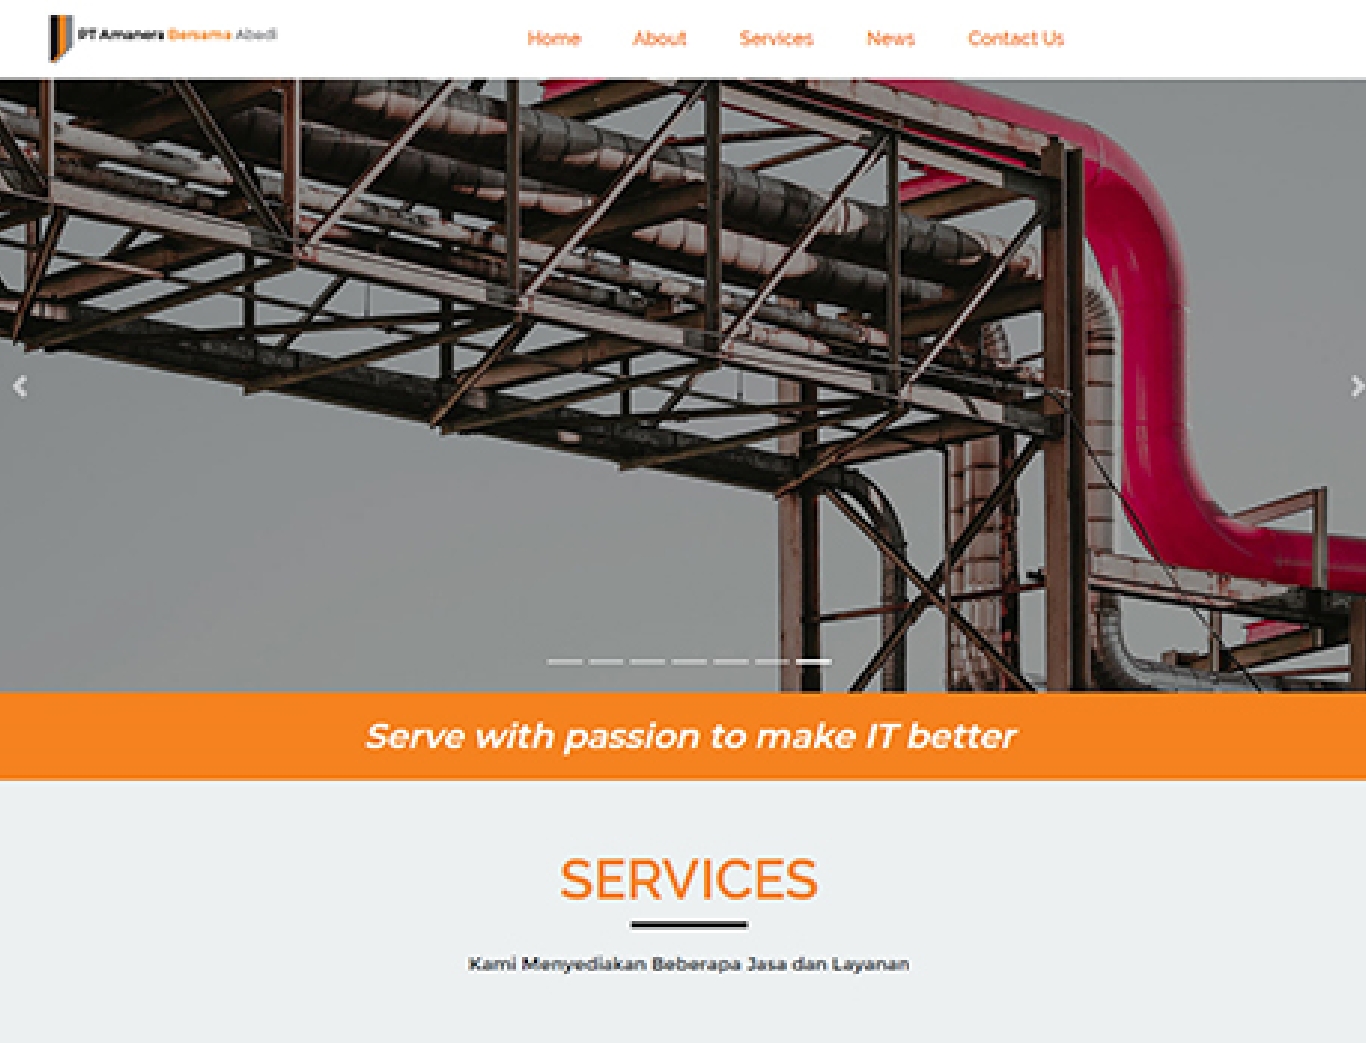 PT Amanera Bersama Abadi
Home About Services News Contact Us
Serve with passion to make IT better
SERVICES
Kami Menyediakan Beberapa Jasa dan Layanan